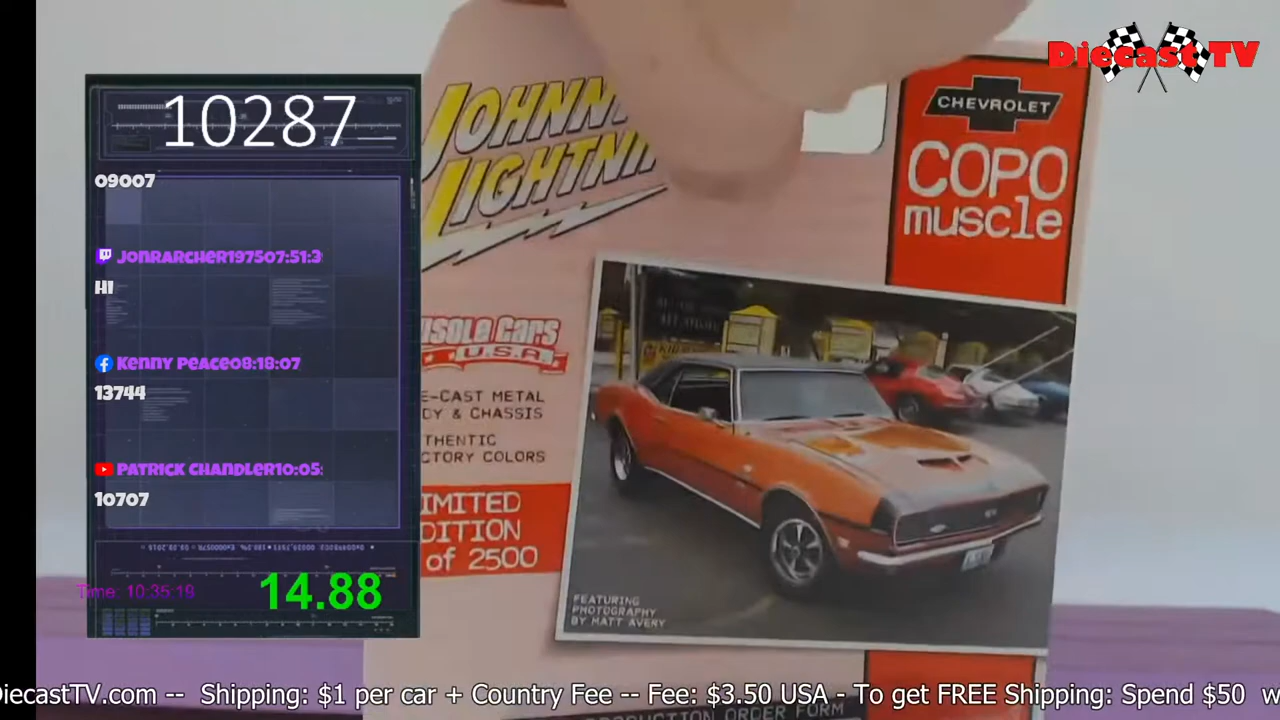 Diecast TV
10287
09007
JonRArcher197507:51:3
HI
Kenny Peace08:18:07
13744
Patrick Chandler10:05:
10707
Time: 10:35:19
14.88
JOHNNY
LIGHTNI
CHEVROLET
COPO
muscle
USCLE CARS
U.S.A.
E-CAST METAL
DY & CHASSIS
THENTIC
CTORY COLORS
IMITED
DITION
of 2500
FEATURING
PHOTOGRAPHY
BY MATT AVERY
RODUCTION ORDER FORM
DiecastTV.com -- Shipping: $1 per car + Country Fee -- Fee: $3.50 USA - To get FREE Shipping: Spend $50 w